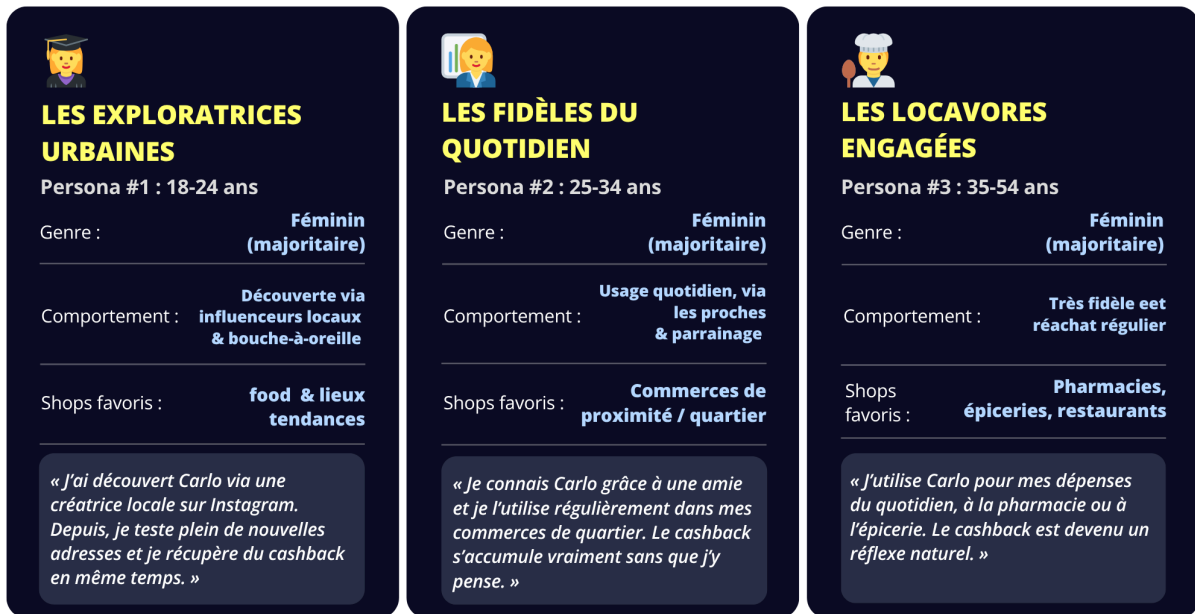 LES EXPLORATRICES
URBAINES
Persona #1 : 18-24 ans
Genre :
Féminin
(majoritaire)
Comportement :
Découverte via
influenceurs locaux
& bouche-à-oreille
Shops favoris :
food & lieux
tendances
« J'ai découvert Carlo via une
créatrice locale sur Instagram.
Depuis, je teste plein de nouvelles
adresses et je récupère du cashback
en même temps. »
LES FIDÈLES DU
QUOTIDIEN
Persona #2 : 25-34 ans
Genre :
Féminin
(majoritaire)
Comportement :
Usage quotidien, via
les proches
& parrainage
Shops favoris :
Commerces de
proximité / quartier
« Je connais Carlo grâce à une amie
et je l'utilise régulièrement dans mes
commerces de quartier. Le cashback
s'accumule vraiment sans que j'y
pense. »
LES LOCAVORES
ENGAGÉES
Persona #3 : 35-54 ans
Genre :
Féminin
(majoritaire)
Comportement :
Très fidèle eet
réachat régulier
Shops
favoris :
Pharmacies,
épiceries, restaurants
« J'utilise Carlo pour mes dépenses
du quotidien, à la pharmacie ou à
l'épicerie. Le cashback est devenu un
réflexe naturel. »